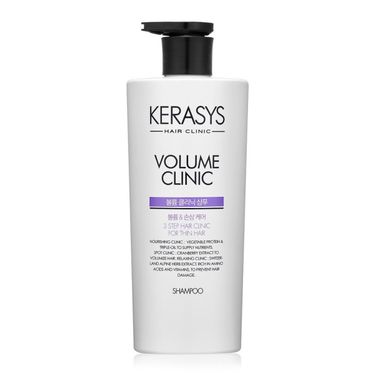 KERASYS
HAIR CLINIC
VOLUME
CLINIC
볼륨 클리닉 샴푸
볼륨 & 손상 케어
3 STEP HAIR CLINIC
FOR THIN HAIR
NOURISHING CLINIC : VEGETABLE PROTEIN &
TRIPLE OIL TO SUPPLY NUTRIENTS.
SPOT CLINIC : CRANBERRY EXTRACT TO
VOLUMIZE HAIR. RELAXING CLINIC : SWITZER-
LAND ALPINE HERB EXTRACT RICH IN AMINO
ACIDS AND VITAMINS, TO PREVENT HAIR
DAMAGE.
SHAMPOO